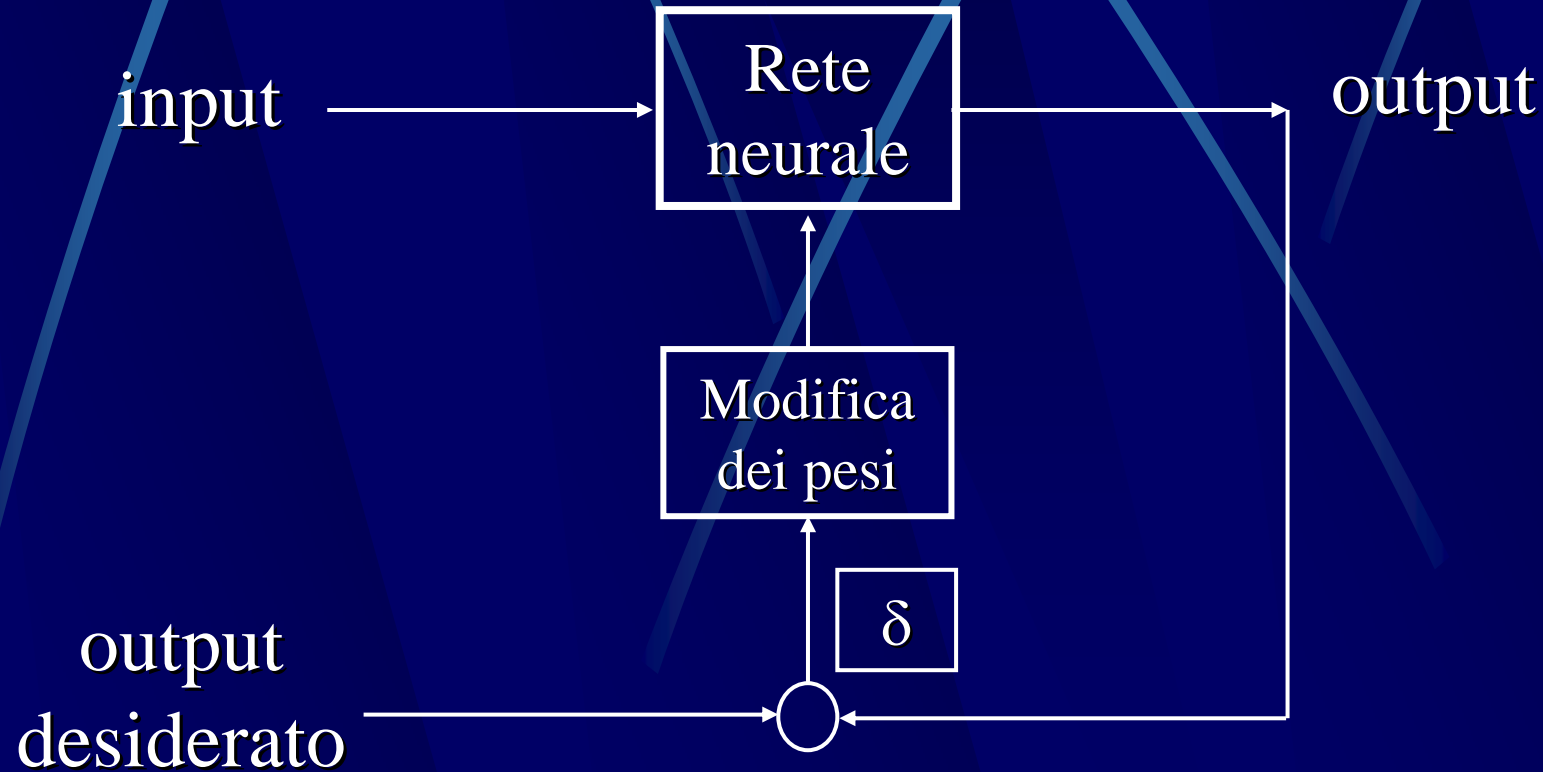 input
Rete
neurale
output
Modifica
dei pesi
δ
output
desiderato